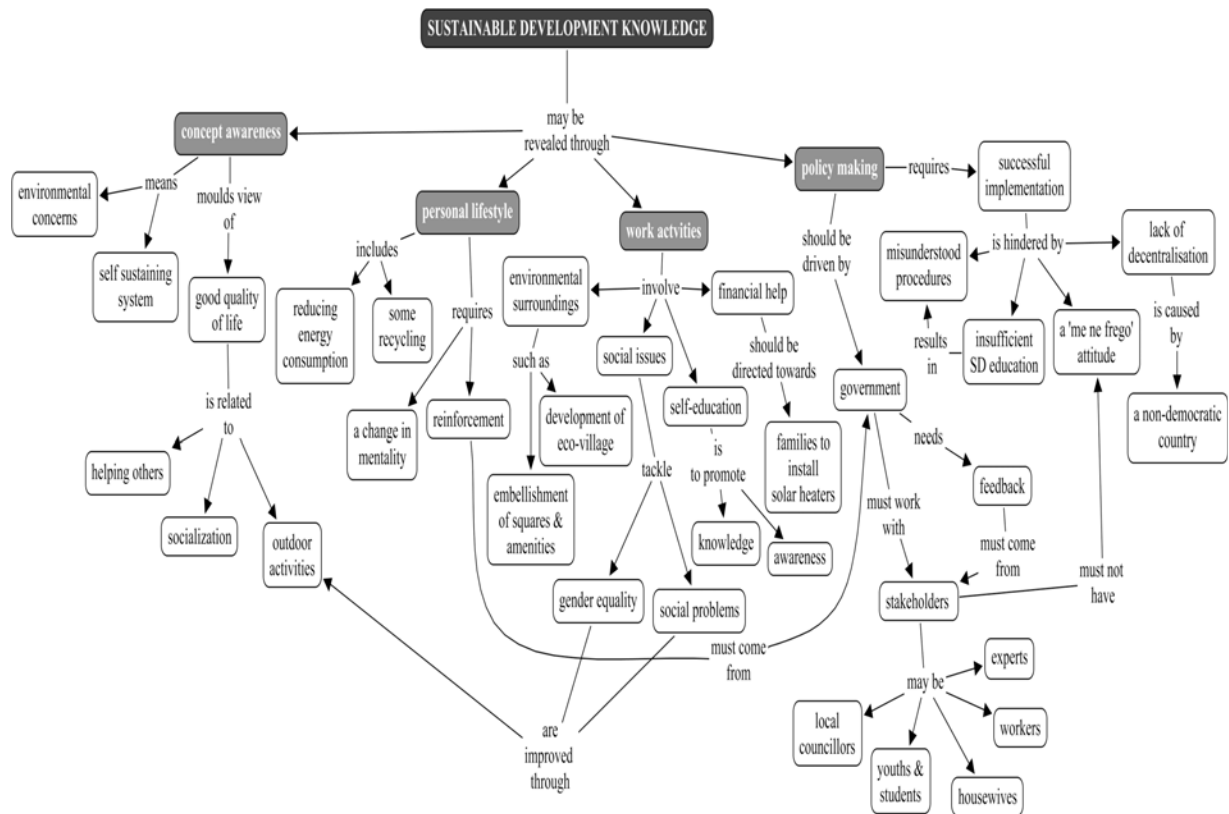 SUSTAINABLE DEVELOPMENT KNOWLEDGE
may be
revealed through
concept awareness
means
environmental
concerns
self sustaining
system
moulds view
of
good quality
of life
is related
to
helping others
socialization
outdoor
activities
personal lifestyle
includes
reducing
energy
consumption
some
recycling
requires
a change in
mentality
reinforcement
must come
from
work actvities
involve
environmental
surroundings
such as
development of
eco-village
embellishment
of squares &
amenities
social issues
tackle
gender equality
social problems
are
improved
through
self-education
is
to promote
knowledge
awareness
financial help
should be
directed towards
families to
install
solar heaters
policy making
requires
successful
implementation
is hindered by
misunderstood
procedures
results
in
insufficient
SD education
a 'me ne frego'
attitude
lack of
decentralisation
is caused
by
a non-democratic
country
should be
driven by
government
needs
feedback
must come
from
must work
with
stakeholders
must not
have
may be
experts
workers
housewives
youths &
students
local
councillors